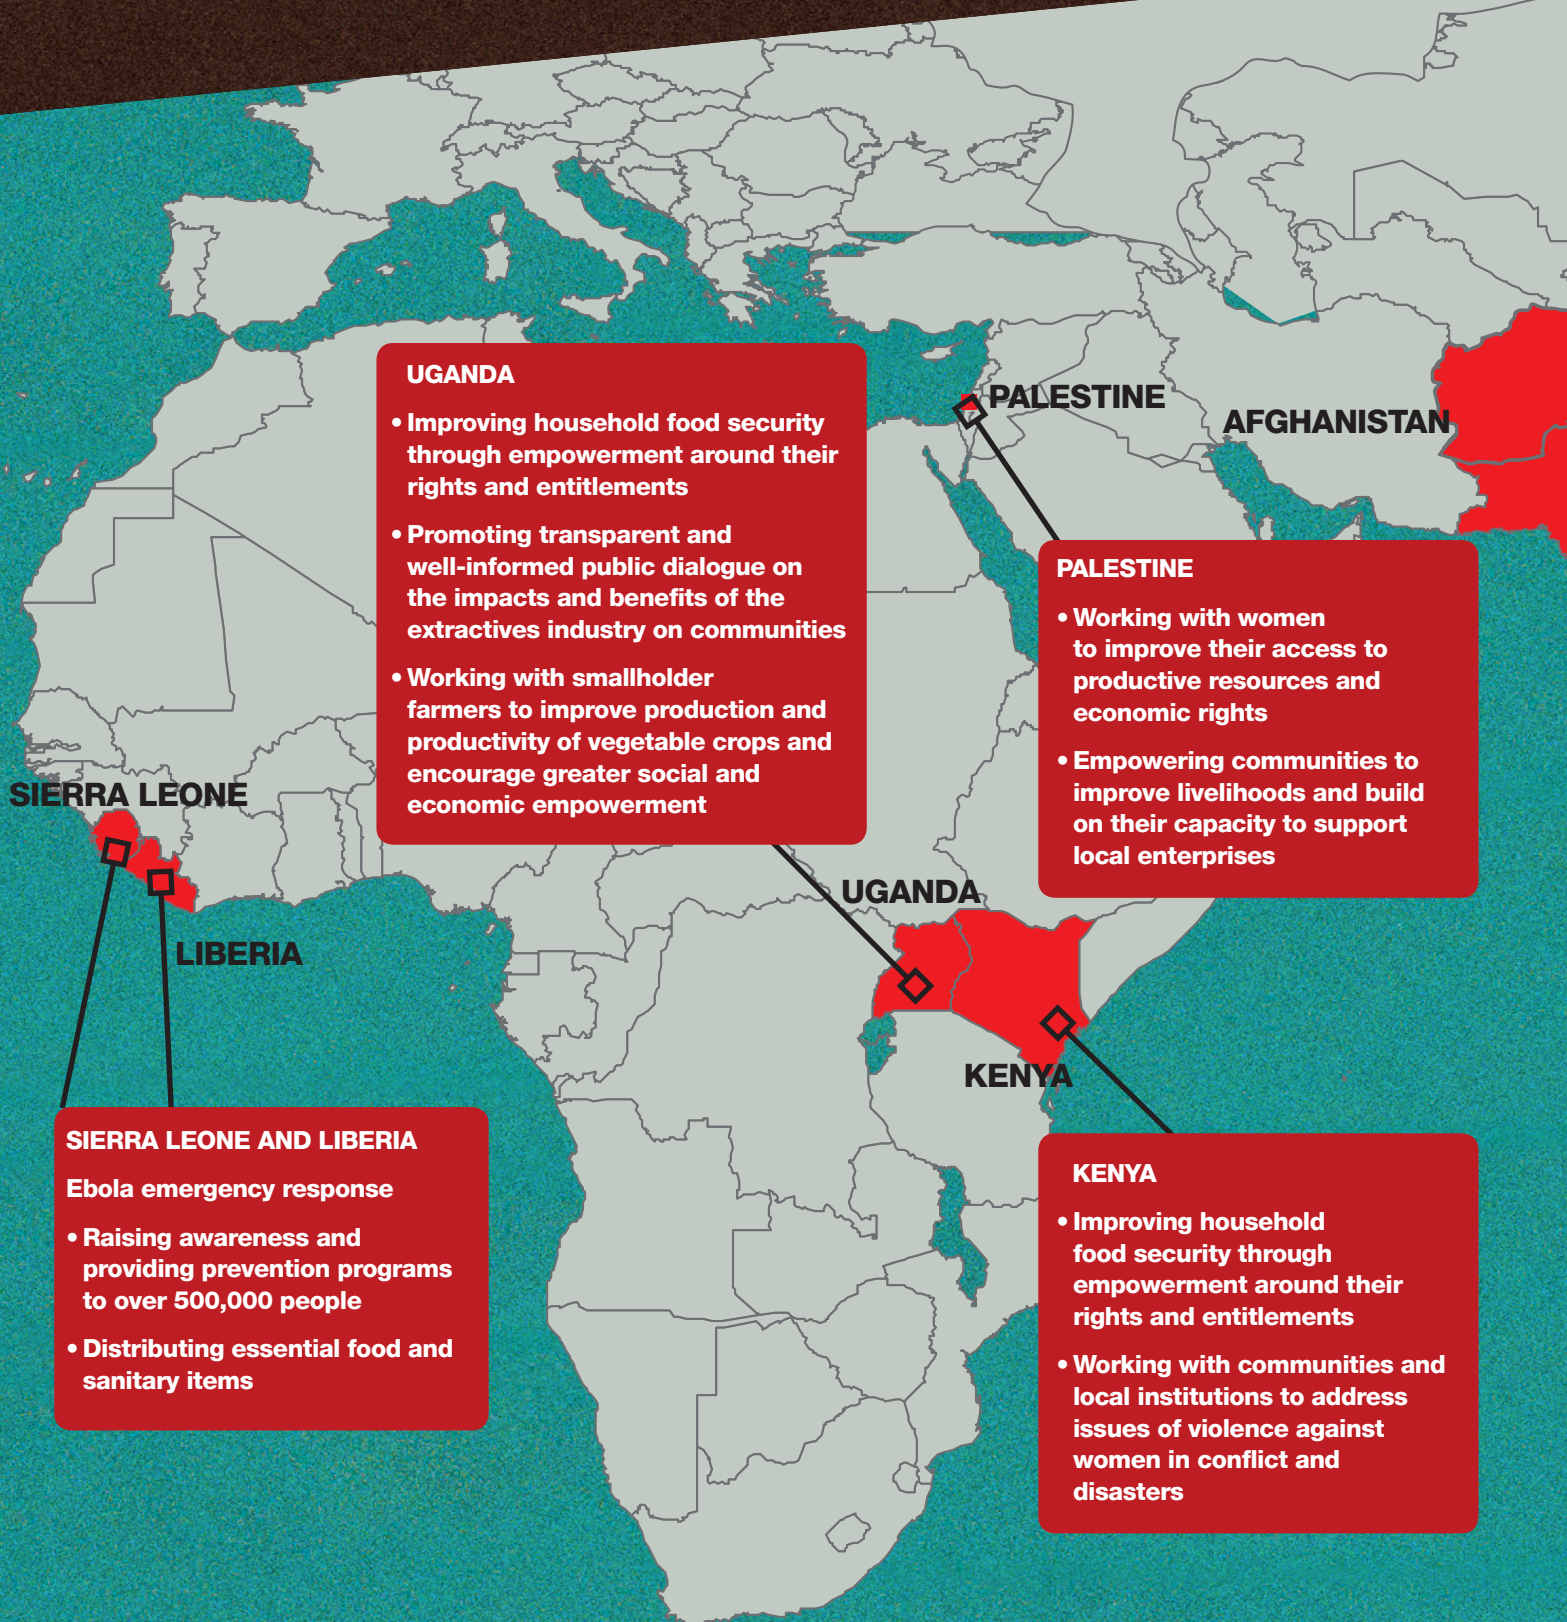 UGANDA
• Improving household food security
through empowerment around their
rights and entitlements
• Promoting transparent and
well-informed public dialogue on
the impacts and benefits of the
extractives industry on communities
• Working with smallholder
farmers to improve production and
productivity of vegetable crops and
encourage greater social and
economic empowerment
PALESTINE
AFGHANISTAN
PALESTINE
• Working with women
to improve their access to
productive resources and
economic rights
• Empowering communities to
improve livelihoods and build
on their capacity to support
local enterprises
SIERRA LEONE
LIBERIA
UGANDA
KENYA
SIERRA LEONE AND LIBERIA
Ebola emergency response
• Raising awareness and
providing prevention programs
to over 500,000 people
• Distributing essential food and
sanitary items
KENYA
• Improving household
food security through
empowerment around their
rights and entitlements
• Working with communities and
local institutions to address
issues of violence against
women in conflict and
disasters